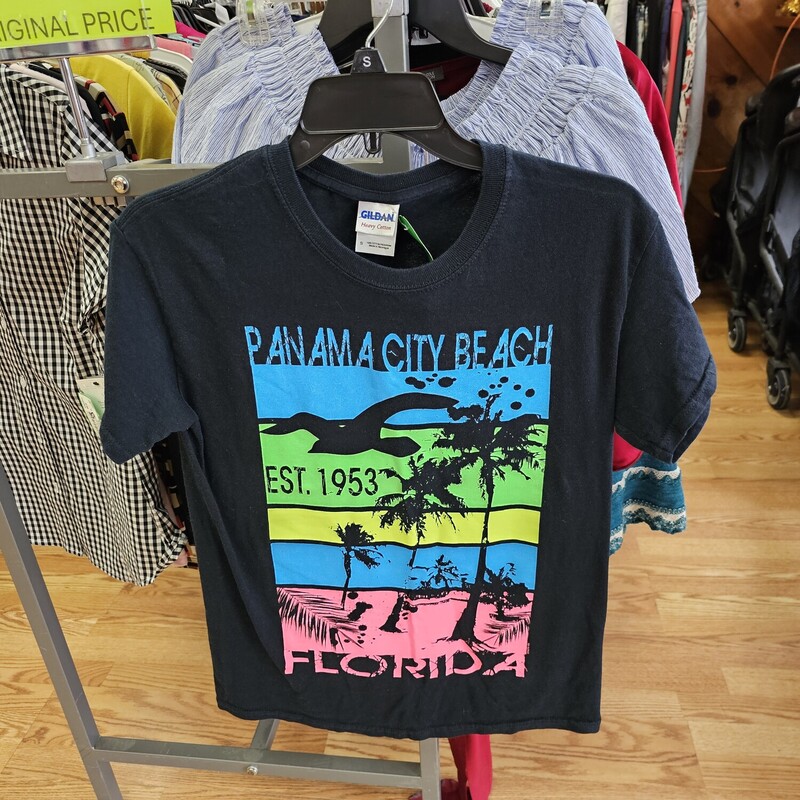 IGINAL PRICE
S
GILDAN
Heavy Cotton
PANAMA CITY BEACH
EST. 1953
FLORIDA